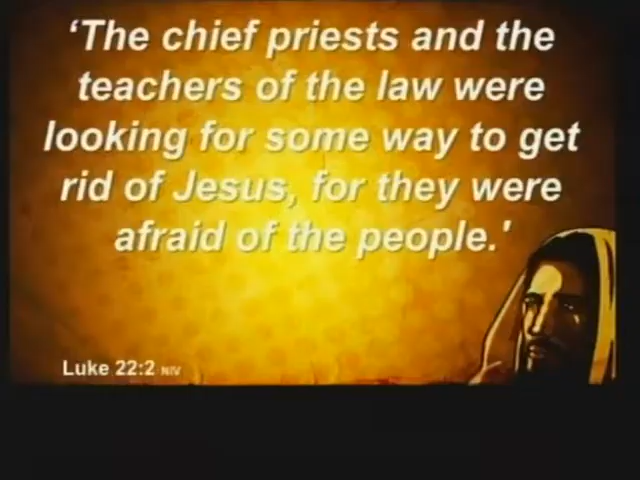 ‘The chief priests and the
teachers of the law were
looking for some way to get
rid of Jesus, for they were
afraid of the people.'
Luke 22:2 NIV